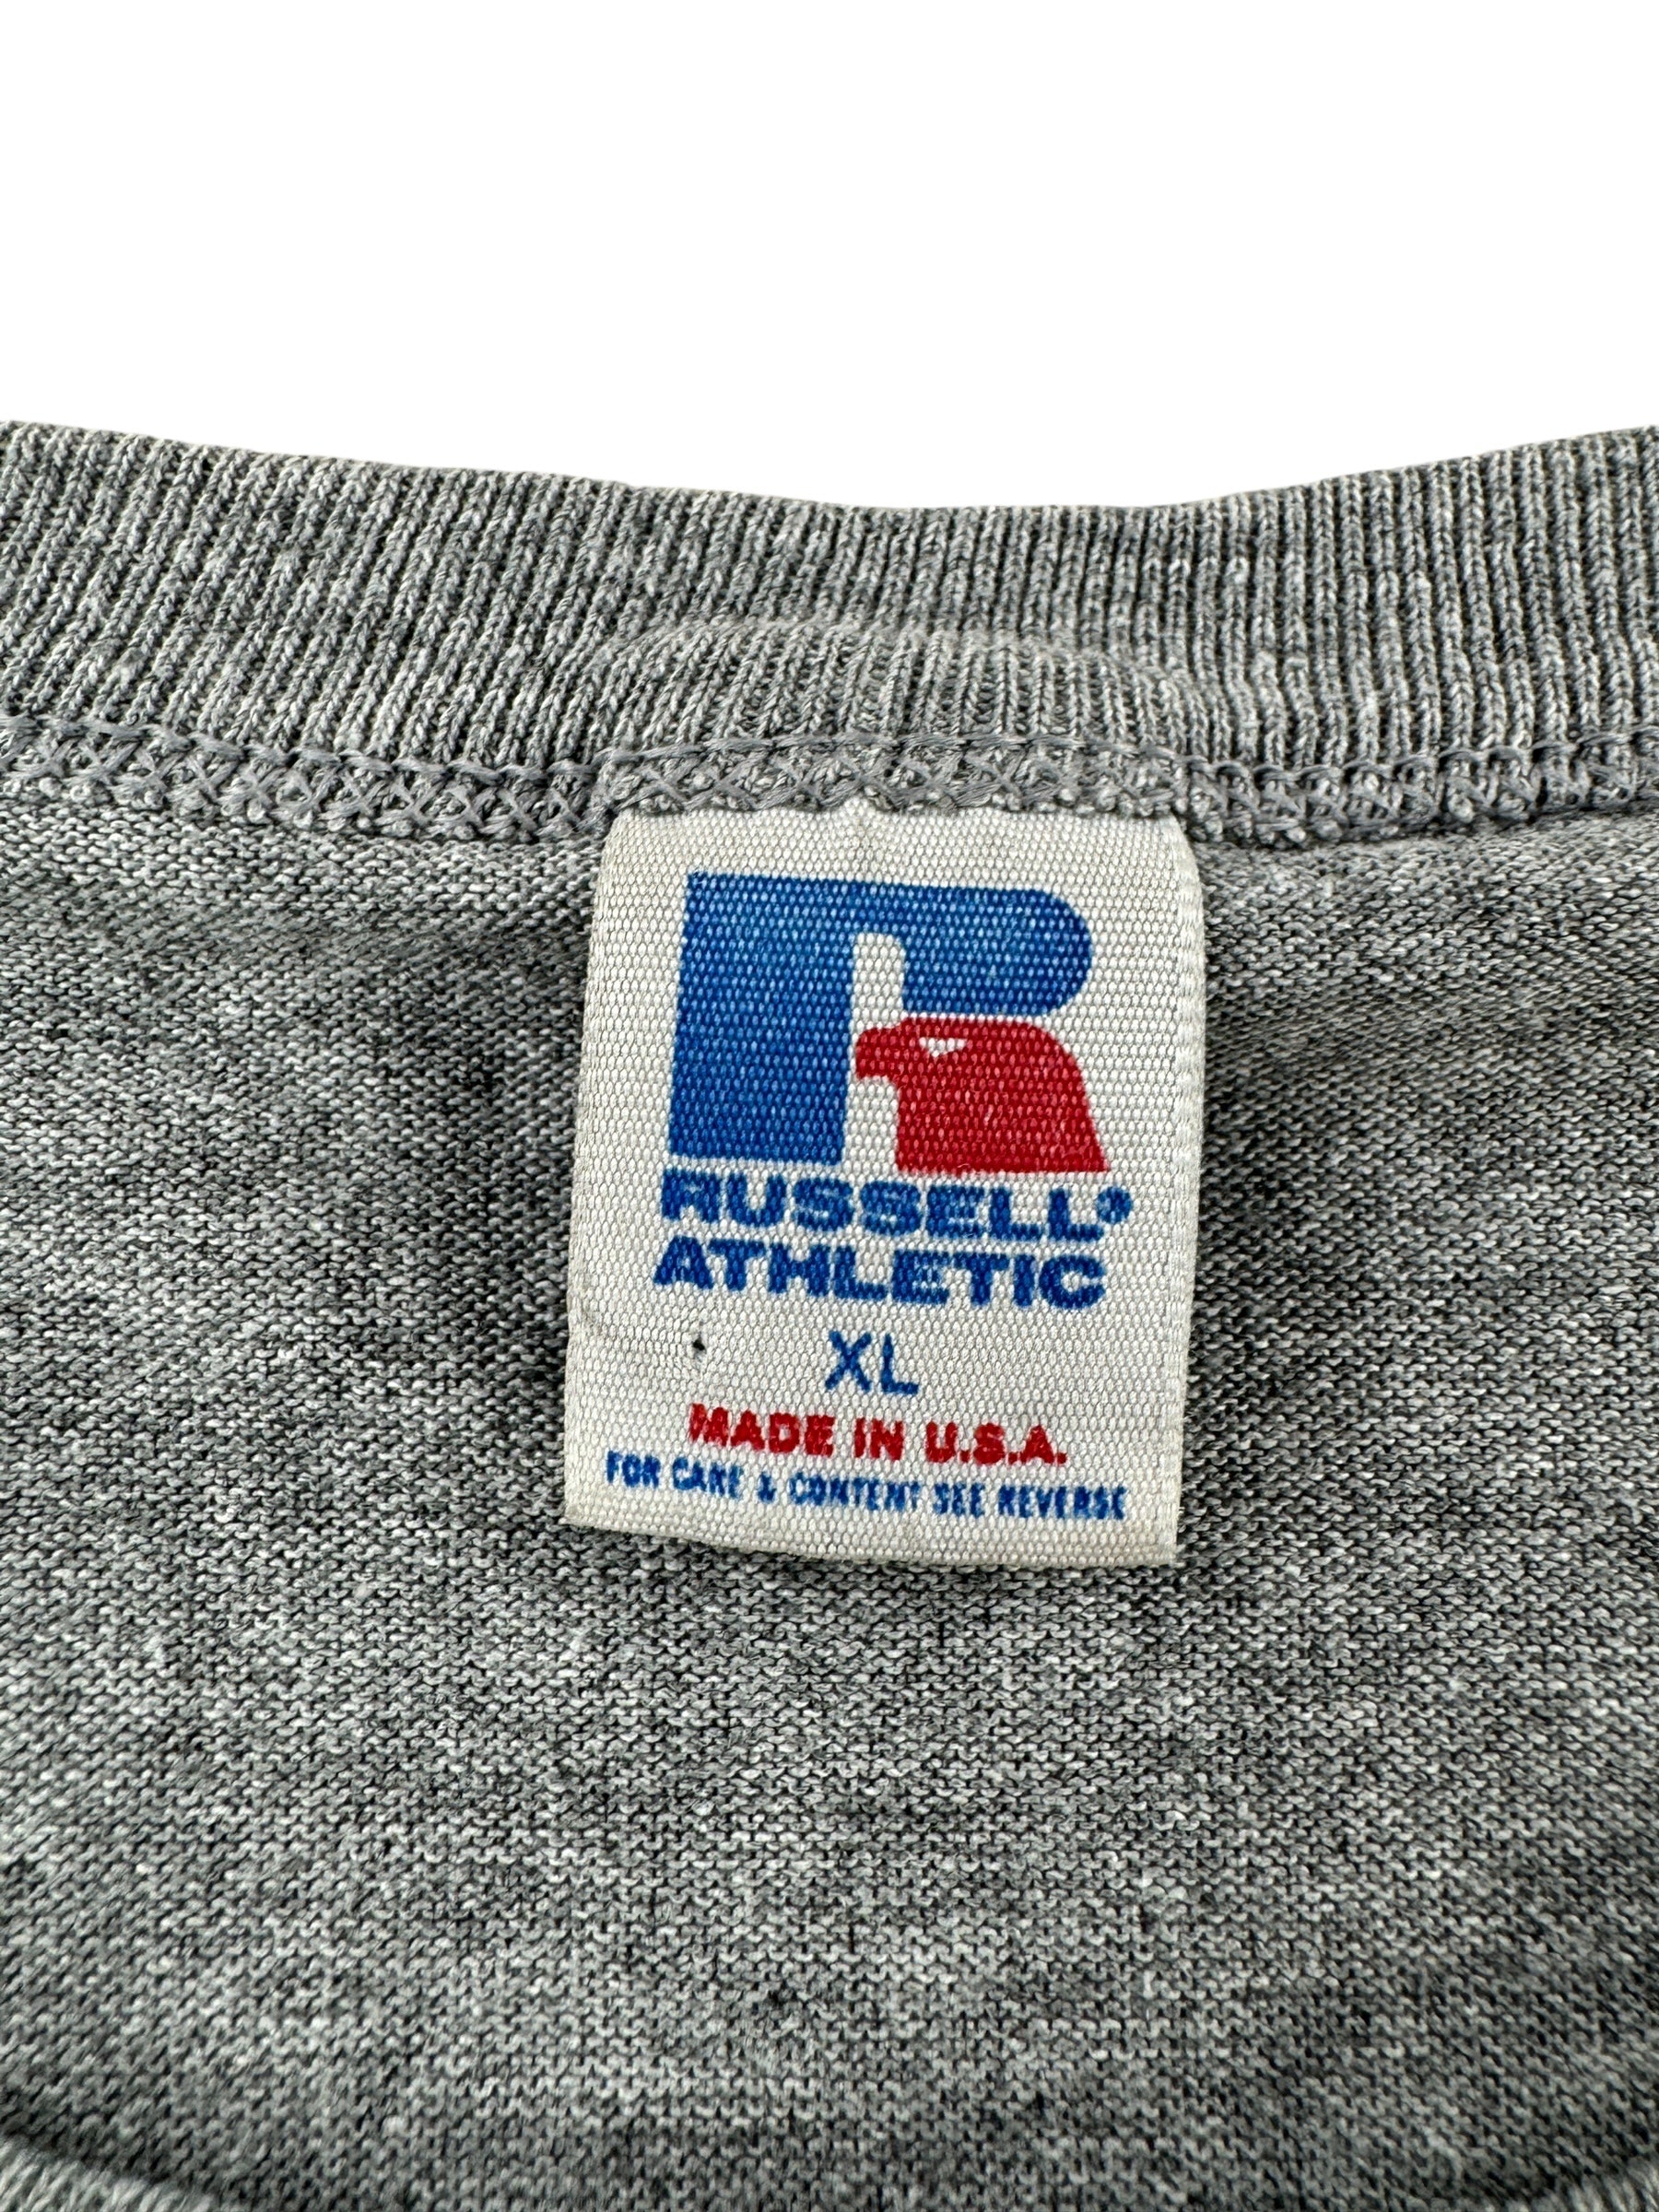 R
RUSSELL®
ATHLETIC
XL
MADE IN U.S.A.
FOR CARE & CONTENT SEE REVERSE